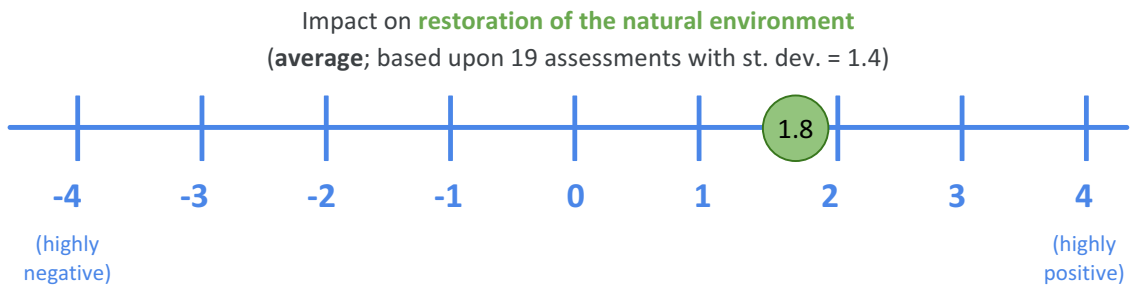 Impact on restoration of the natural environment
(average; based upon 19 assessments with st. dev. = 1.4)
1.8
-4 -3 -2 -1 0 1 2 3 4
(highly negative) (highly positive)